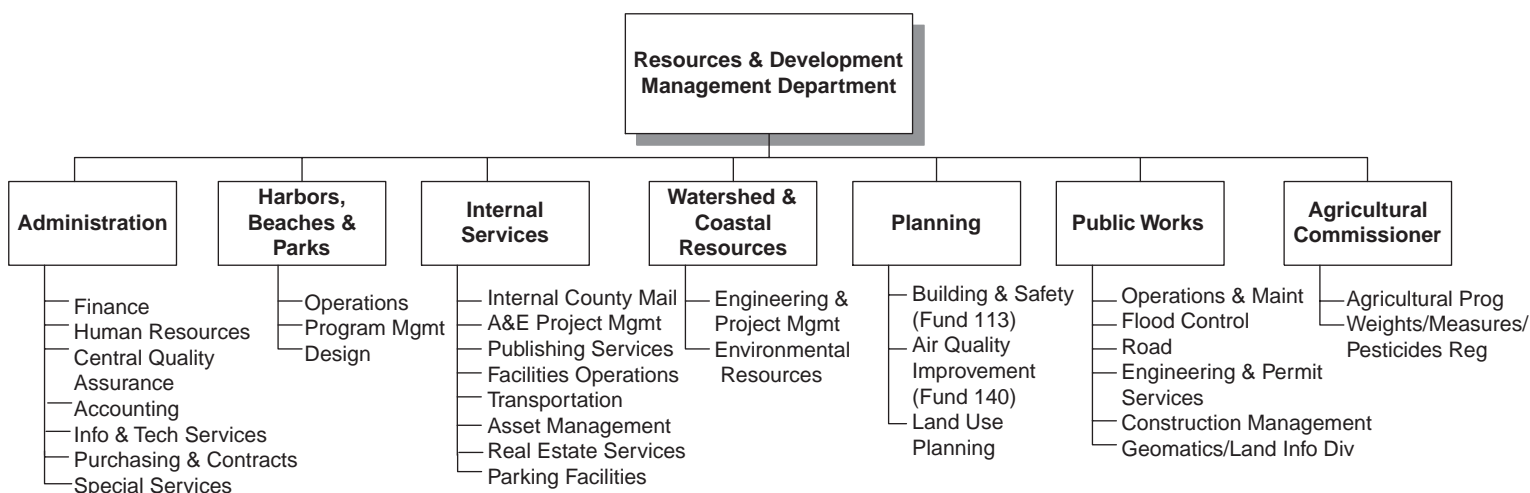 Resources & Development
Management Department
Administration
Finance
Human Resources
Central Quality
Assurance
Accounting
Info & Tech Services
Purchasing & Contracts
Special Services
Harbors,
Beaches &
Parks
Operations
Program Mgmt
Design
Internal
Services
Internal County Mail
A&E Project Mgmt
Publishing Services
Facilities Operations
Transportation
Asset Management
Real Estate Services
Parking Facilities
Watershed &
Coastal
Resources
Engineering &
Project Mgmt
Environmental
Resources
Planning
Building & Safety
(Fund 113)
Air Quality
Improvement
(Fund 140)
Land Use
Planning
Public Works
Operations & Maint
Flood Control
Road
Engineering & Permit
Services
Construction Management
Geomatics/Land Info Div
Agricultural
Commissioner
Agricultural Prog
Weights/Measures/
Pesticides Reg